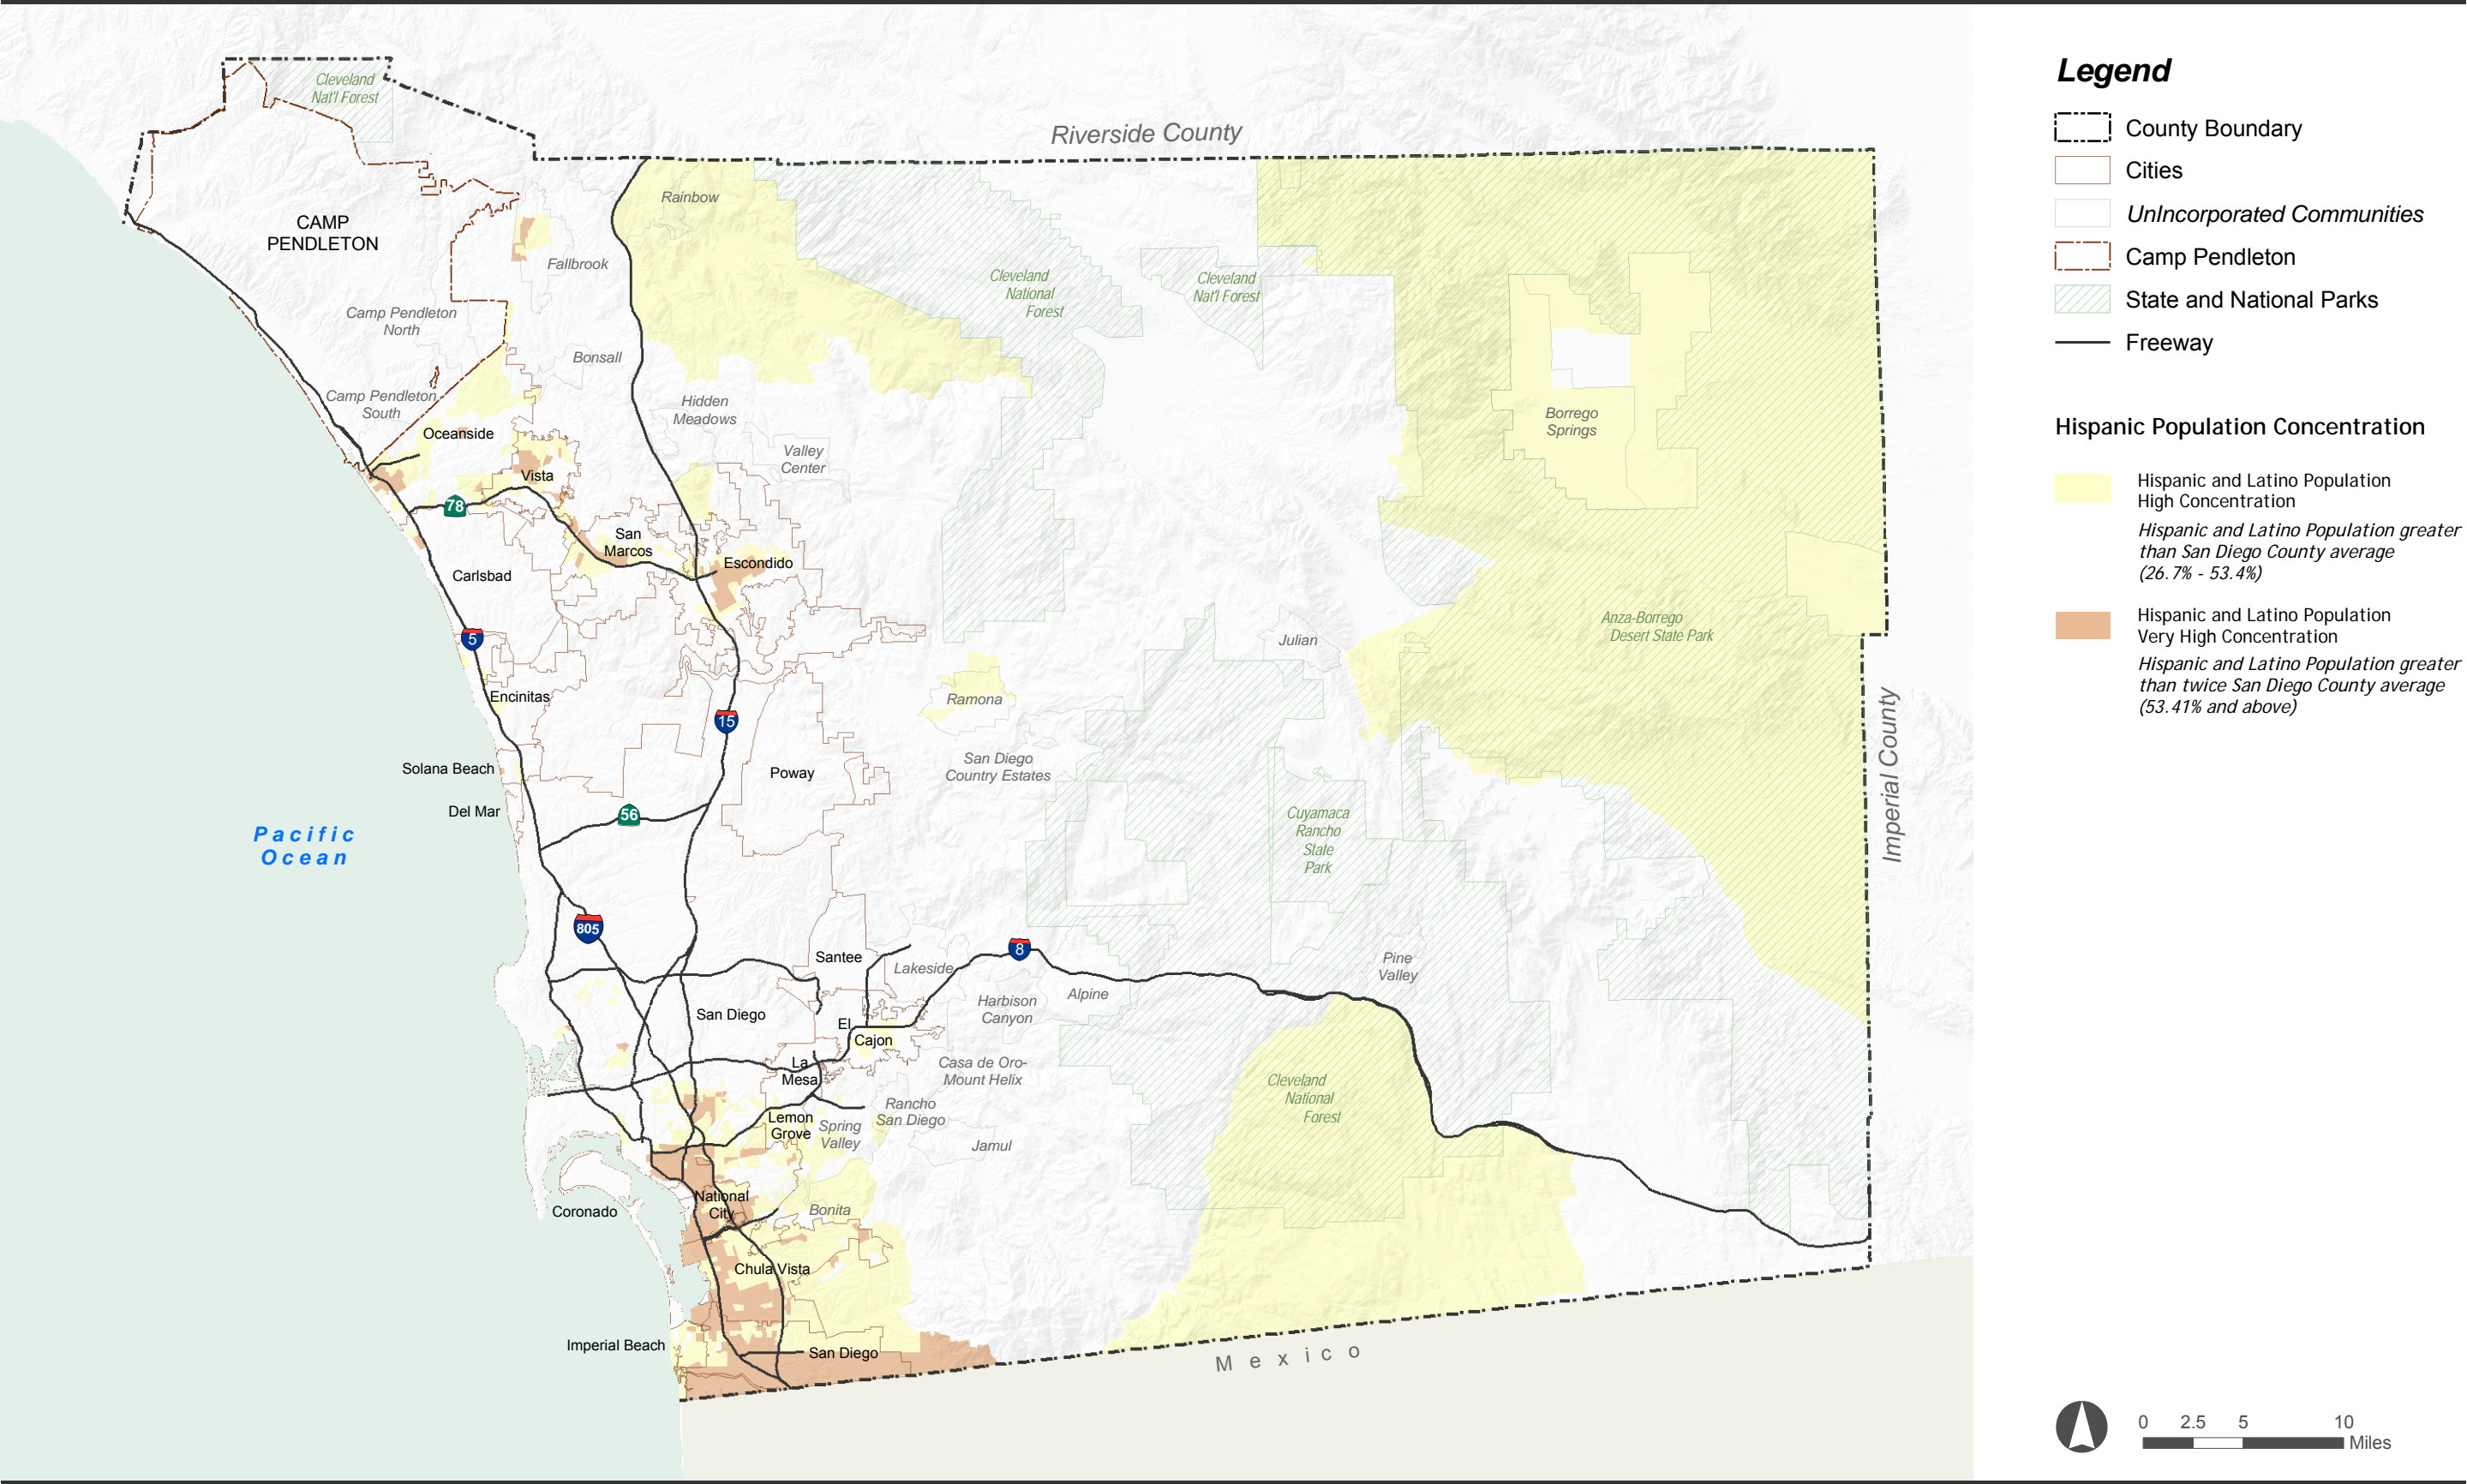 Cleveland
Nat'l Forest
Riverside County
Rainbow
CAMP
PENDLETON
Fallbrook
Cleveland
National
Forest
Cleveland
Nat'l Forest
Camp Pendleton
North
Bonsall
Camp Pendleton
South
Hidden
Meadows
Borrego
Springs
Oceanside
Valley
Center
Vista
78
San
Marcos
Escondido
Carlsbad
5
Anza-Borrego
Desert State Park
Julian
Encinitas
Ramona
15
Imperial County
Solana Beach
Poway
San Diego
Country Estates
Del Mar
56
Cuyamaca
Rancho
State
Park
Pacific
Ocean
805
8
Santee
Lakeside
Pine
Valley
Harbison
Canyon
Alpine
San Diego
El
Cajon
La
Mesa
Casa de Oro-
Mount Helix
Cleveland
National
Forest
Rancho
San Diego
Lemon
Grove
Spring
Valley
Jamul
National
City
Bonita
Coronado
Chula Vista
Imperial Beach
San Diego
Mexico
Legend
County Boundary
Cities
UnIncorporated Communities
Camp Pendleton
State and National Parks
Freeway
Hispanic Population Concentration
Hispanic and Latino Population
High Concentration
Hispanic and Latino Population greater
than San Diego County average
(26.7% - 53.4%)
Hispanic and Latino Population
Very High Concentration
Hispanic and Latino Population greater
than twice San Diego County average
(53.41% and above)
0 2.5 5 10
Miles